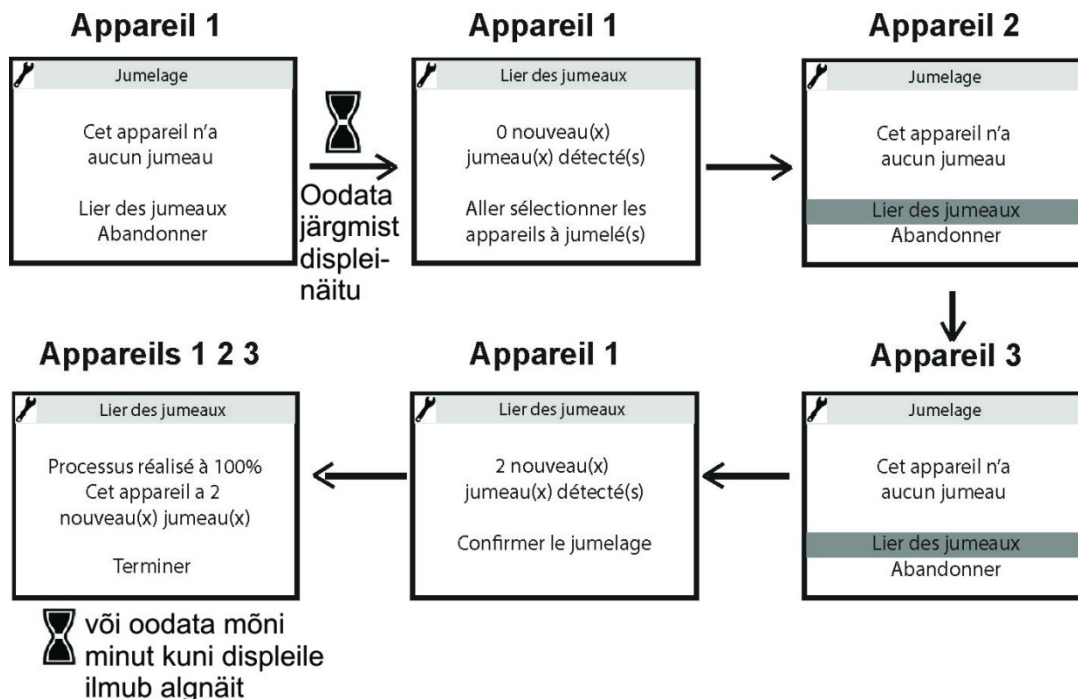 Appareil 1
Jumelage
Cet appareil n'a
aucun jumeau
Lier des jumeaux
Abandonner
Oodata
järgmist
displei-
näitu
Appareil 1
Lier des jumeaux
0 nouveau(x)
jumeau(x) détecté(s)
Aller sélectionner les
appareils à jumelé(s)
Appareil 2
Jumelage
Cet appareil n'a
aucun jumeau
Lier des jumeaux
Abandonner
Appareil 3
Jumelage
Cet appareil n'a
aucun jumeau
Lier des jumeaux
Abandonner
Appareil 1
Lier des jumeaux
2 nouveau(x)
jumeau(x) détecté(s)
Confirmer le jumelage
Appareils 1 2 3
Lier des jumeaux
Processus réalisé à 100%
Cet appareil a 2
nouveau(x) jumeau(x)
Terminer
või oodata mõni
minut kuni displeile
ilmub algnäit